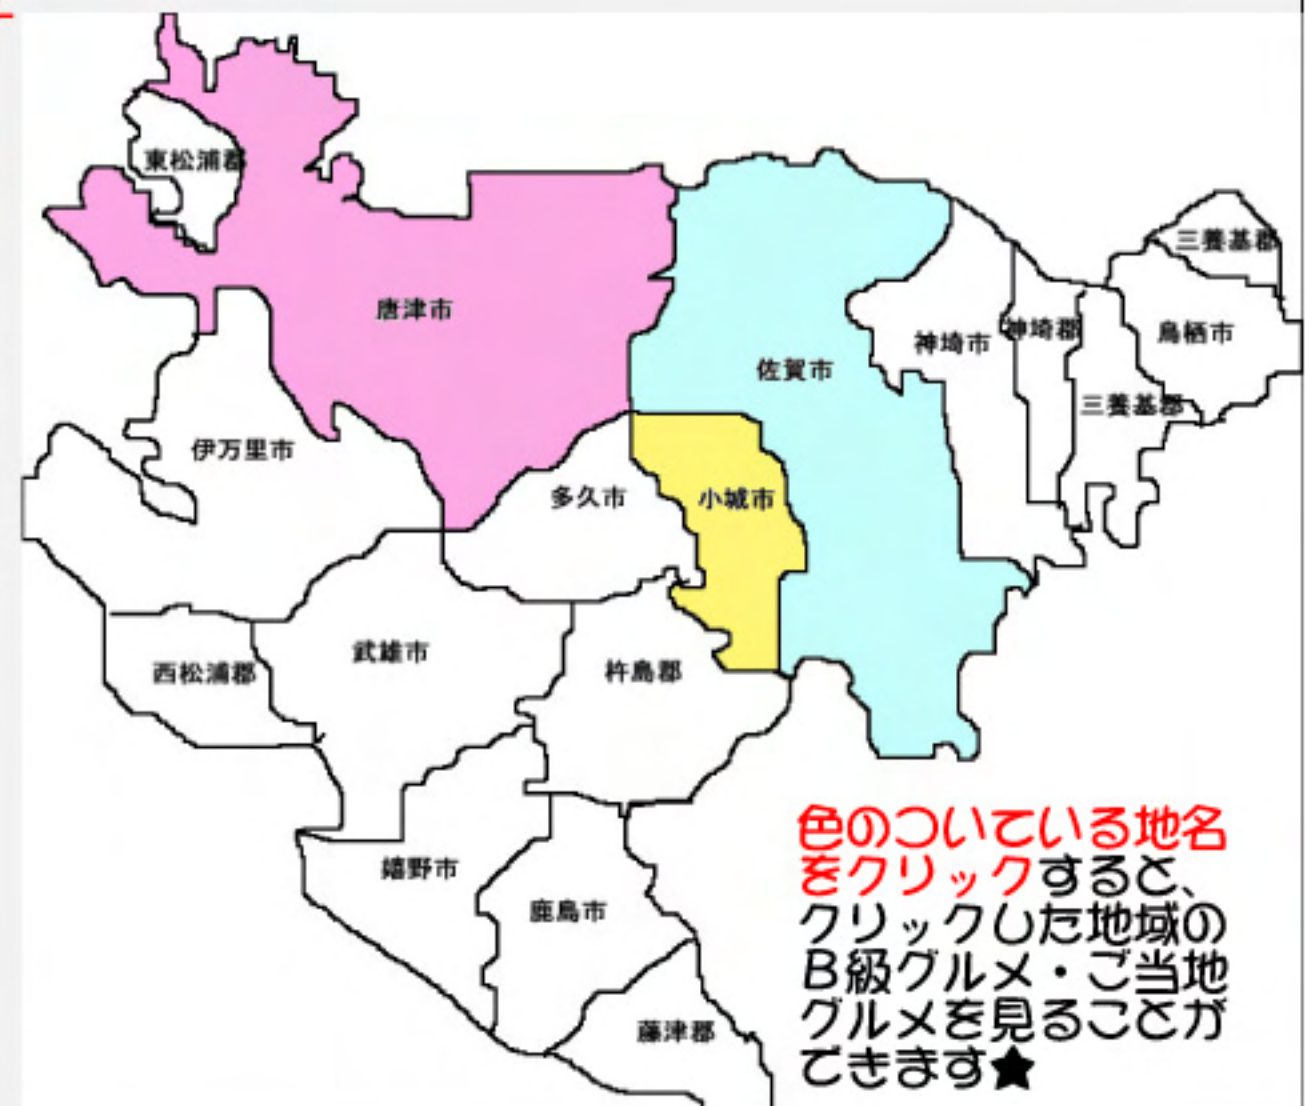 東松浦郡
三養基郡
唐津市
神埼郡
鳥栖市
神埼市
佐賀市
三養基郡
伊万里市
多久市
小城市
武雄市
西松浦郡
杵島郡
嬉野市
鹿島市
藤津郡
色のついている地名
をクリックすると、
クリックした地域の
B級グルメ・ご当地
グルメを見ることが
できます★